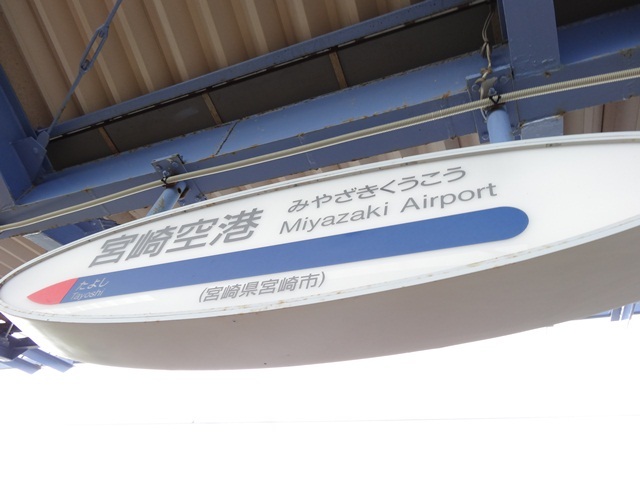 宮崎空港
みやざきくうこう
Miyazaki Airport
たよし
Tayoshi
(宮崎県宮崎市)